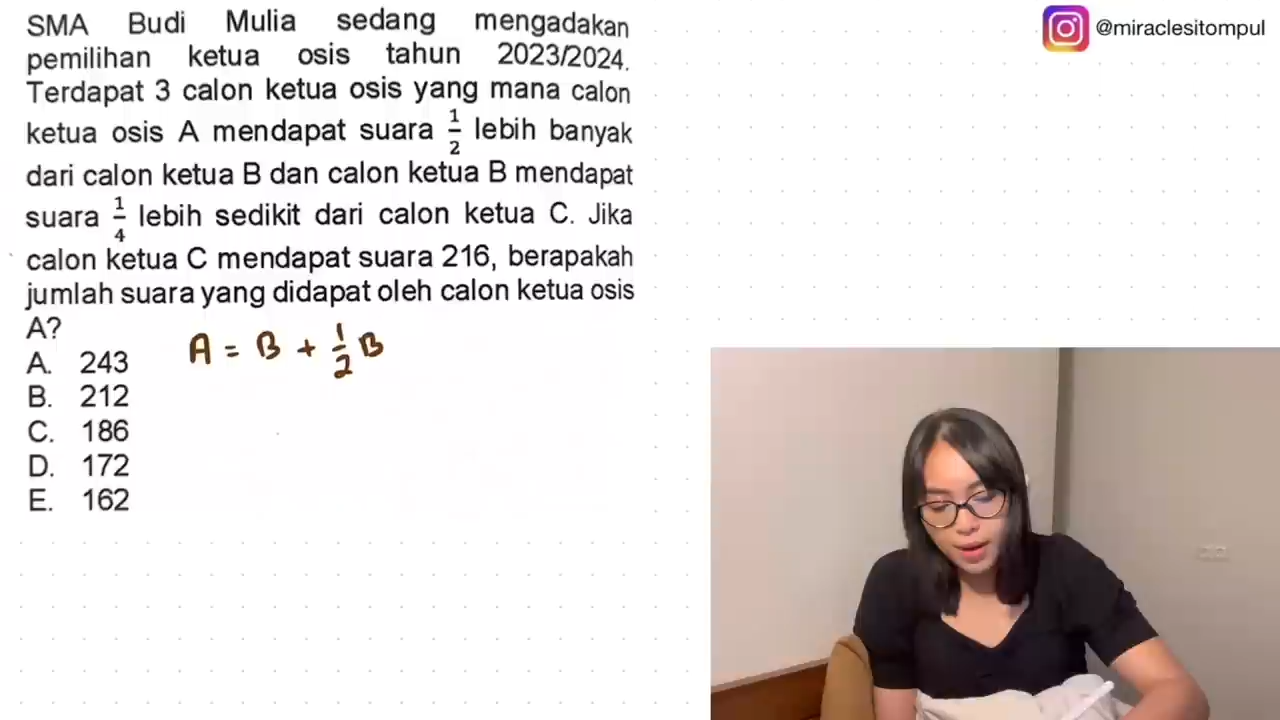 SMA Budi Mulia sedang mengadakan
pemilihan ketua osis tahun 2023/2024.
Terdapat 3 calon ketua osis yang mana calon
ketua osis A mendapat suara 1/2 lebih banyak
dari calon ketua B dan calon ketua B mendapat
suara 1/4 lebih sedikit dari calon ketua C. Jika
calon ketua C mendapat suara 216, berapakah
jumlah suara yang didapat oleh calon ketua osis
A?
A. 243
B. 212
C. 186
D. 172
E. 162
A = B + 1/2 B
@miraclesitompul